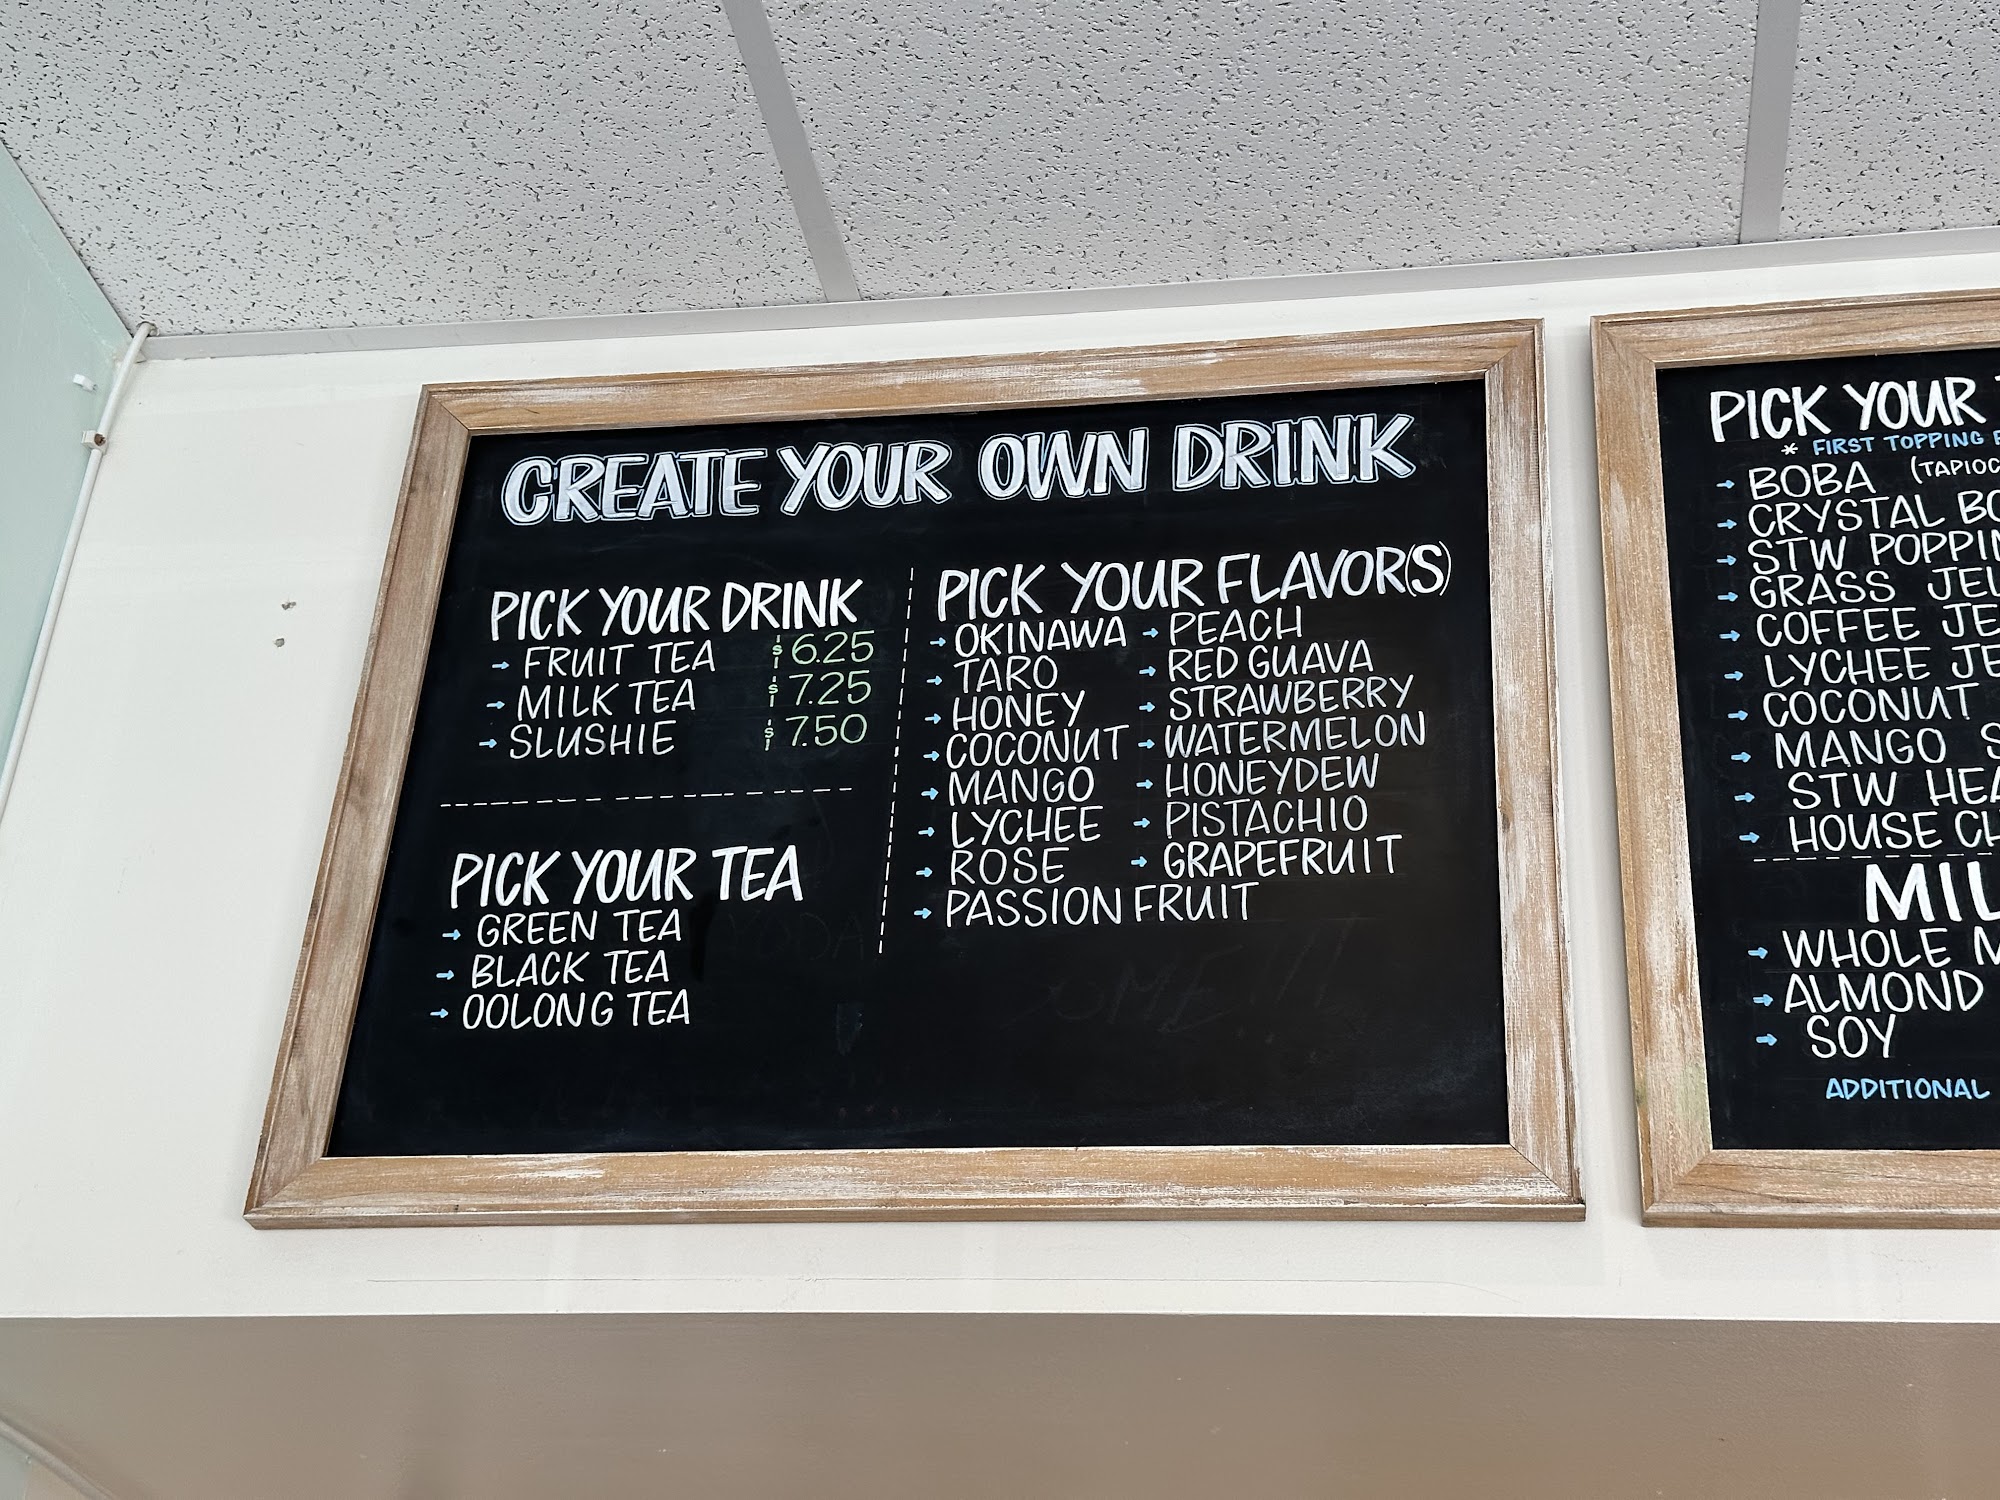 CREATE YOUR OWN DRINK
PICK YOUR DRINK
→ FRUIT TEA $6.25
→ MILK TEA $7.25
→ SLUSHIE $7.50
PICK YOUR TEA
→ GREEN TEA
→ BLACK TEA
→ OOLONG TEA
PICK YOUR FLAVOR(S)
→ OKINAWA → PEACH
→ TARO → RED GUAVA
→ HONEY → STRAWBERRY
→ COCONUT → WATERMELON
→ MANGO → HONEYDEW
→ LYCHEE → PISTACHIO
→ ROSE → GRAPEFRUIT
→ PASSION FRUIT
PICK YOUR
* FIRST TOPPING
→ BOBA
→ CRYSTAL
→ STW
→ GRASS
→ COFFEE
→ LYCHEE
→ COCONUT
→ MANGO
→ STW
→ HOUSE
→ WHOLE
→ ALMOND
→ SOY
ADDITIONAL